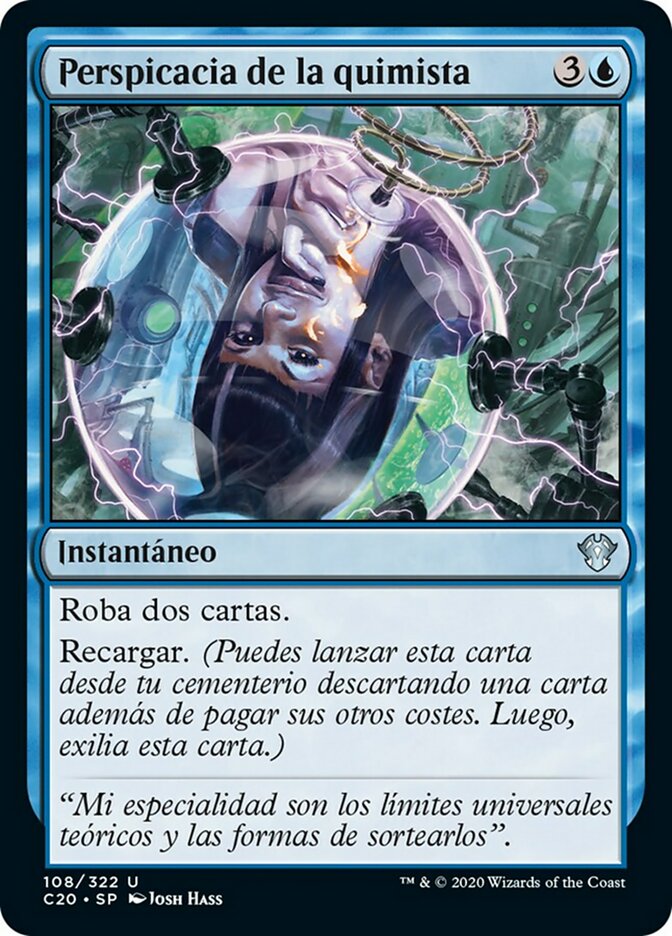 Perspicacia de la quimista 3
Instantáneo
Roba dos cartas.
Recargar. (Puedes lanzar esta carta
desde tu cementerio descartando una carta
además de pagar sus otros costes. Luego,
exilia esta carta.)
“Mi especialidad son los límites universales
teóricos y las formas de sortearlos”.
108/322 U
C20 • SP Josh Hass
™ & © 2020 Wizards of the Coast